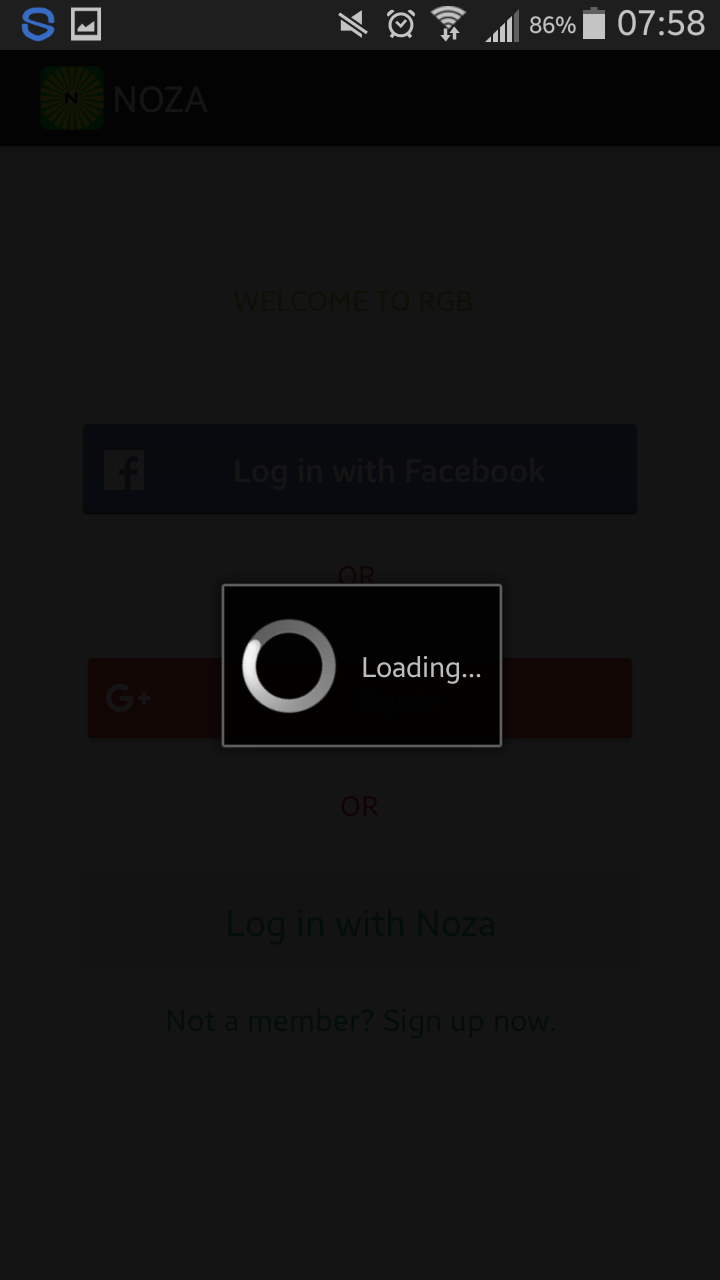 86% 07:58
N NOZA
WELCOME TO RGB
Log in with Facebook
OR
Loading...
G+
OR
Log in with Noza
Not a member? Sign up now.